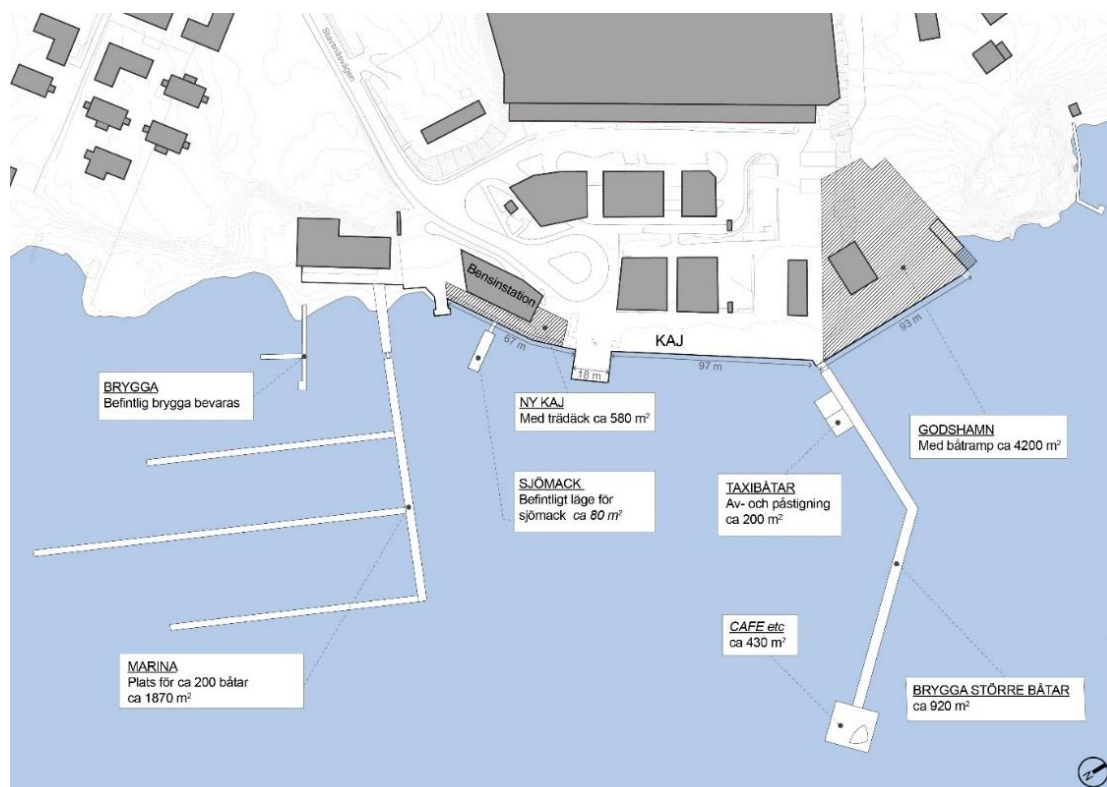 Stavsnäsvägen
Bensinstation
67 m
18 m
KAJ
97 m
93 m
BRYGGA
Befintlig brygga bevaras
NY KAJ
Med trädäck ca 580 m²
GODSHAMN
Med båtramp ca 4200 m²
SJÖMACK
Befintligt läge för
sjömack ca 80 m²
TAXIBÅTAR
Av- och påstigning
ca 200 m²
CAFE etc
ca 430 m²
MARINA
Plats för ca 200 båtar
ca 1870 m²
BRYGGA STÖRRE BÅTAR
ca 920 m²
N